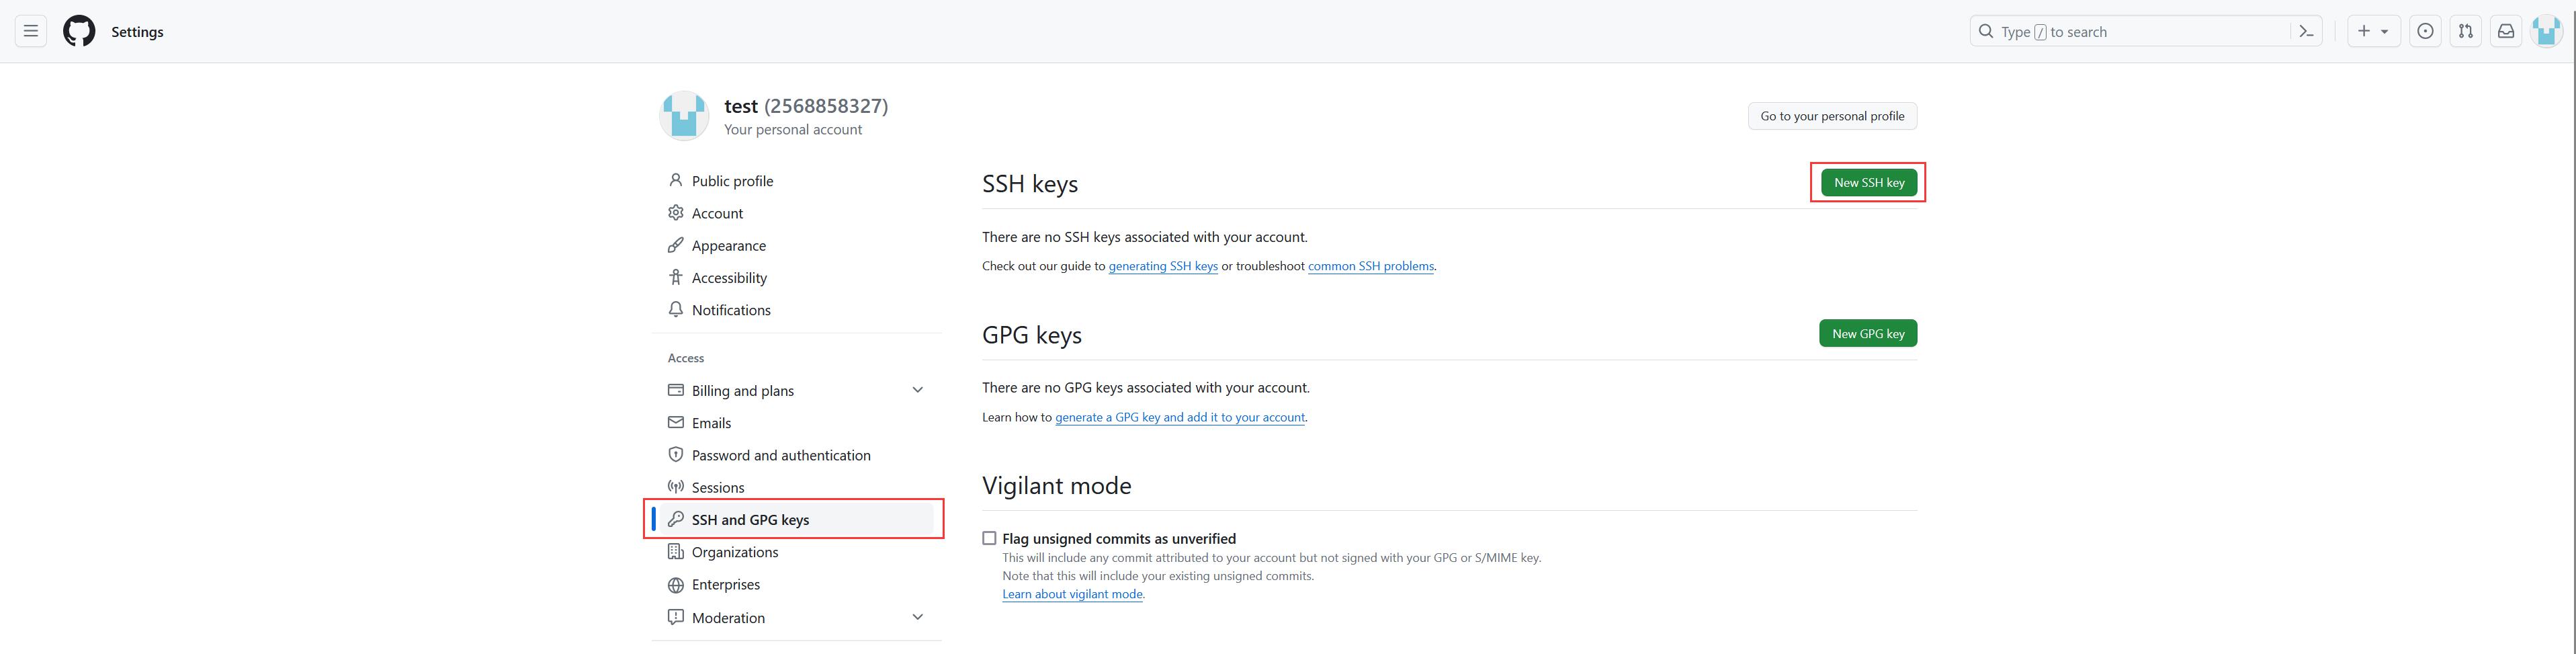 Settings
Type / to search
test (2568858327)
Your personal account
Go to your personal profile
Public profile
Account
Appearance
Accessibility
Notifications
Access
Billing and plans
Emails
Password and authentication
Sessions
SSH and GPG keys
Organizations
Enterprises
Moderation
SSH keys
New SSH key
There are no SSH keys associated with your account.
Check out our guide to generating SSH keys or troubleshoot common SSH problems.
GPG keys
New GPG key
There are no GPG keys associated with your account.
Learn how to generate a GPG key and add it to your account.
Vigilant mode
Flag unsigned commits as unverified
This will include any commit attributed to your account but not signed with your GPG or S/MIME key.
Note that this will include your existing unsigned commits.
Learn about vigilant mode.